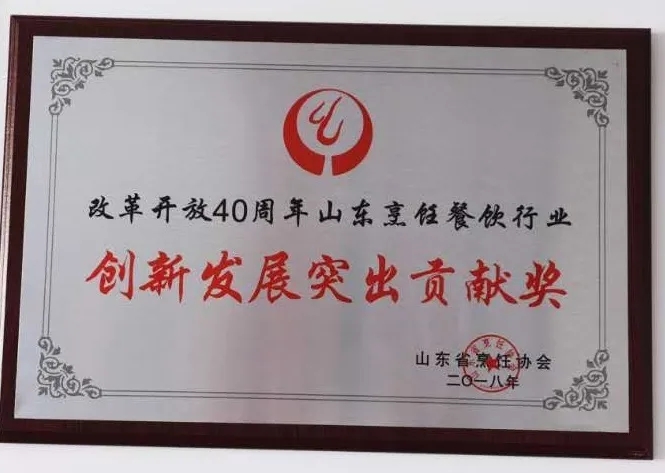 改革开放40周年山东烹饪餐饮行业
创新发展突出贡献奖
山东省烹饪协会
二〇一八年